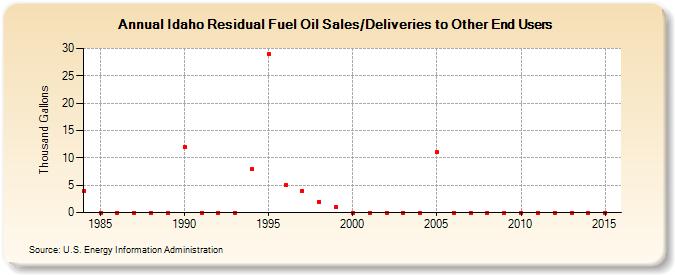 Annual Idaho Residual Fuel Oil Sales/Deliveries to Other End Users
Thousand Gallons
30
25
20
15
10
5
0
1985 1990 1995 2000 2005 2010 2015
Source: U.S. Energy Information Administration